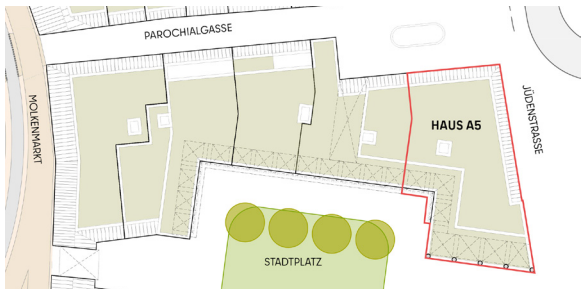 PAROCHIALGASSE
MOLKENMARKT
HAUS A5
JÜDENSTRASSE
STADTPLATZ